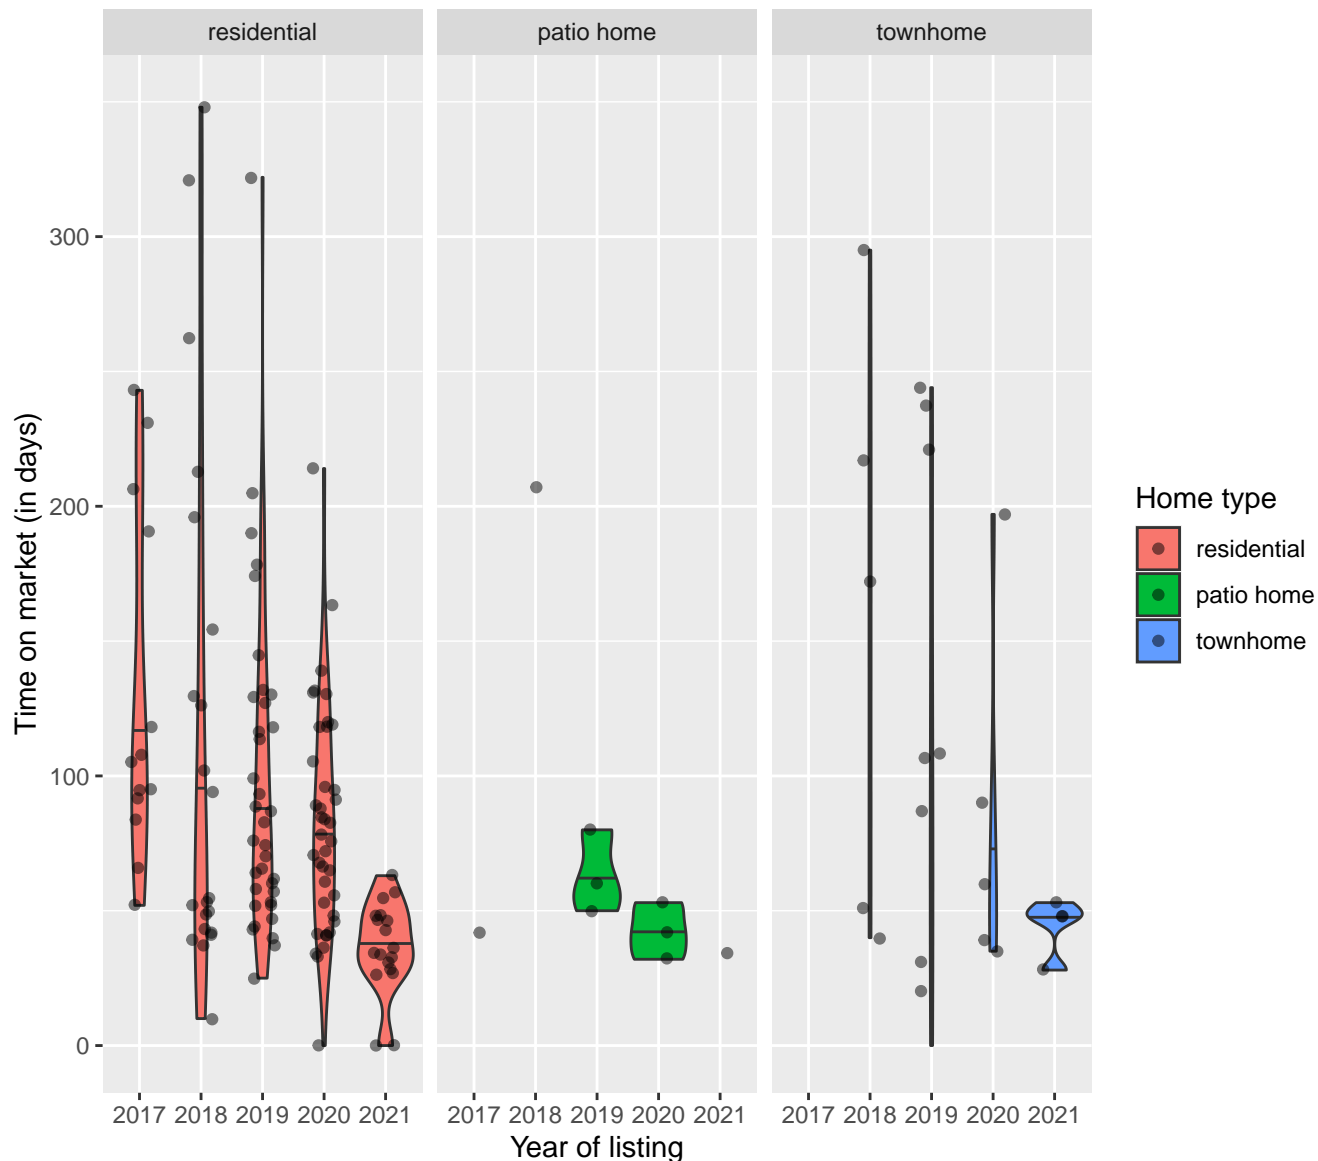 residential patio home townhome
300
200
100
0
Time on market (in days)
2017 2018 2019 2020 2021 2017 2018 2019 2020 2021 2017 2018 2019 2020 2021
Year of listing
Home type
residential
patio home
townhome